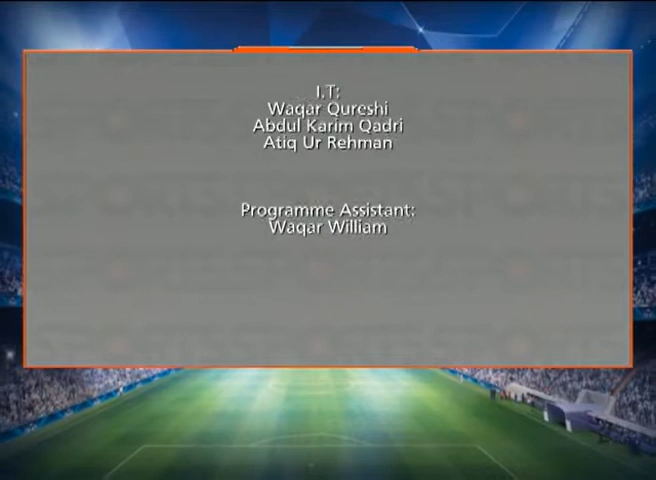 I.T:
Waqar Qureshi
Abdul Karim Qadri
Atiq Ur Rehman
Programme Assistant:
Waqar William